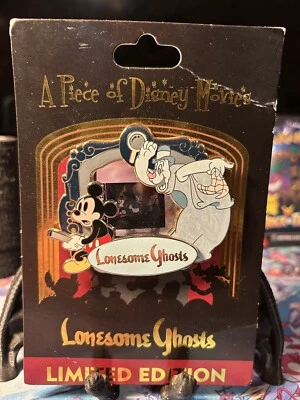 A Piece of Disney Movies
Lonesome Ghosts
Lonesome Ghosts
LIMITED EDITION